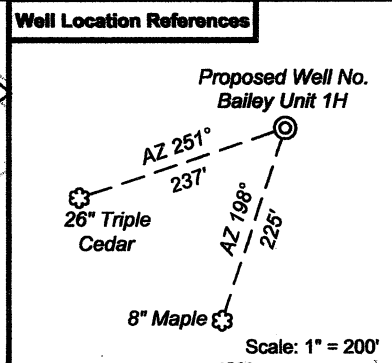 Well Location References
Proposed Well No.
Bailey Unit 1H
AZ 251°
237'
26" Triple
Cedar
AZ 198°
225'
8" Maple
Scale: 1" = 200'